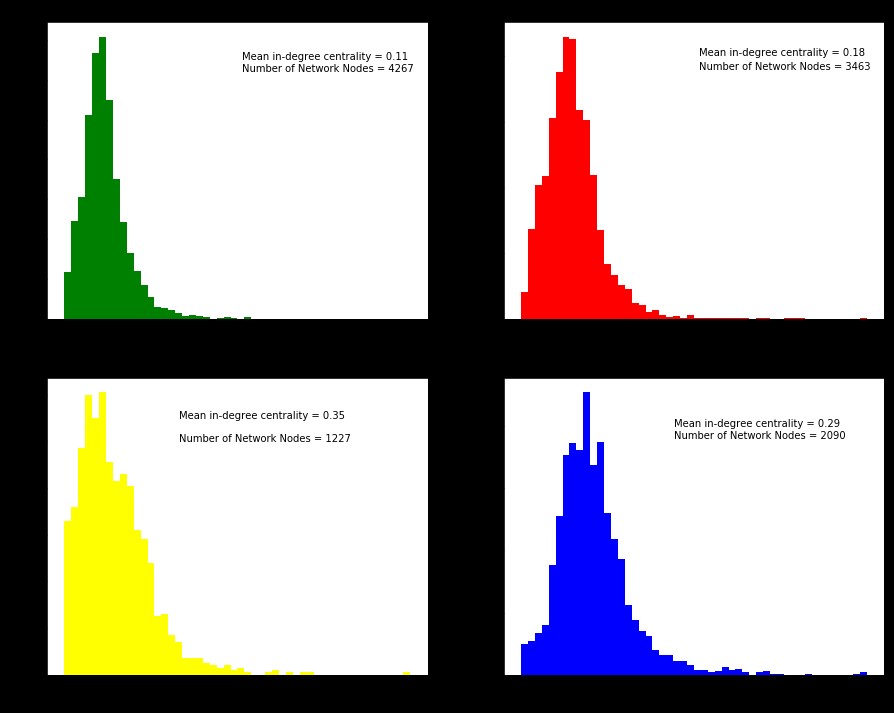 Mean in-degree centrality = 0.11
Number of Network Nodes = 4267
Mean in-degree centrality = 0.18
Number of Network Nodes = 3463
Mean in-degree centrality = 0.35
Number of Network Nodes = 1227
Mean in-degree centrality = 0.29
Number of Network Nodes = 2090